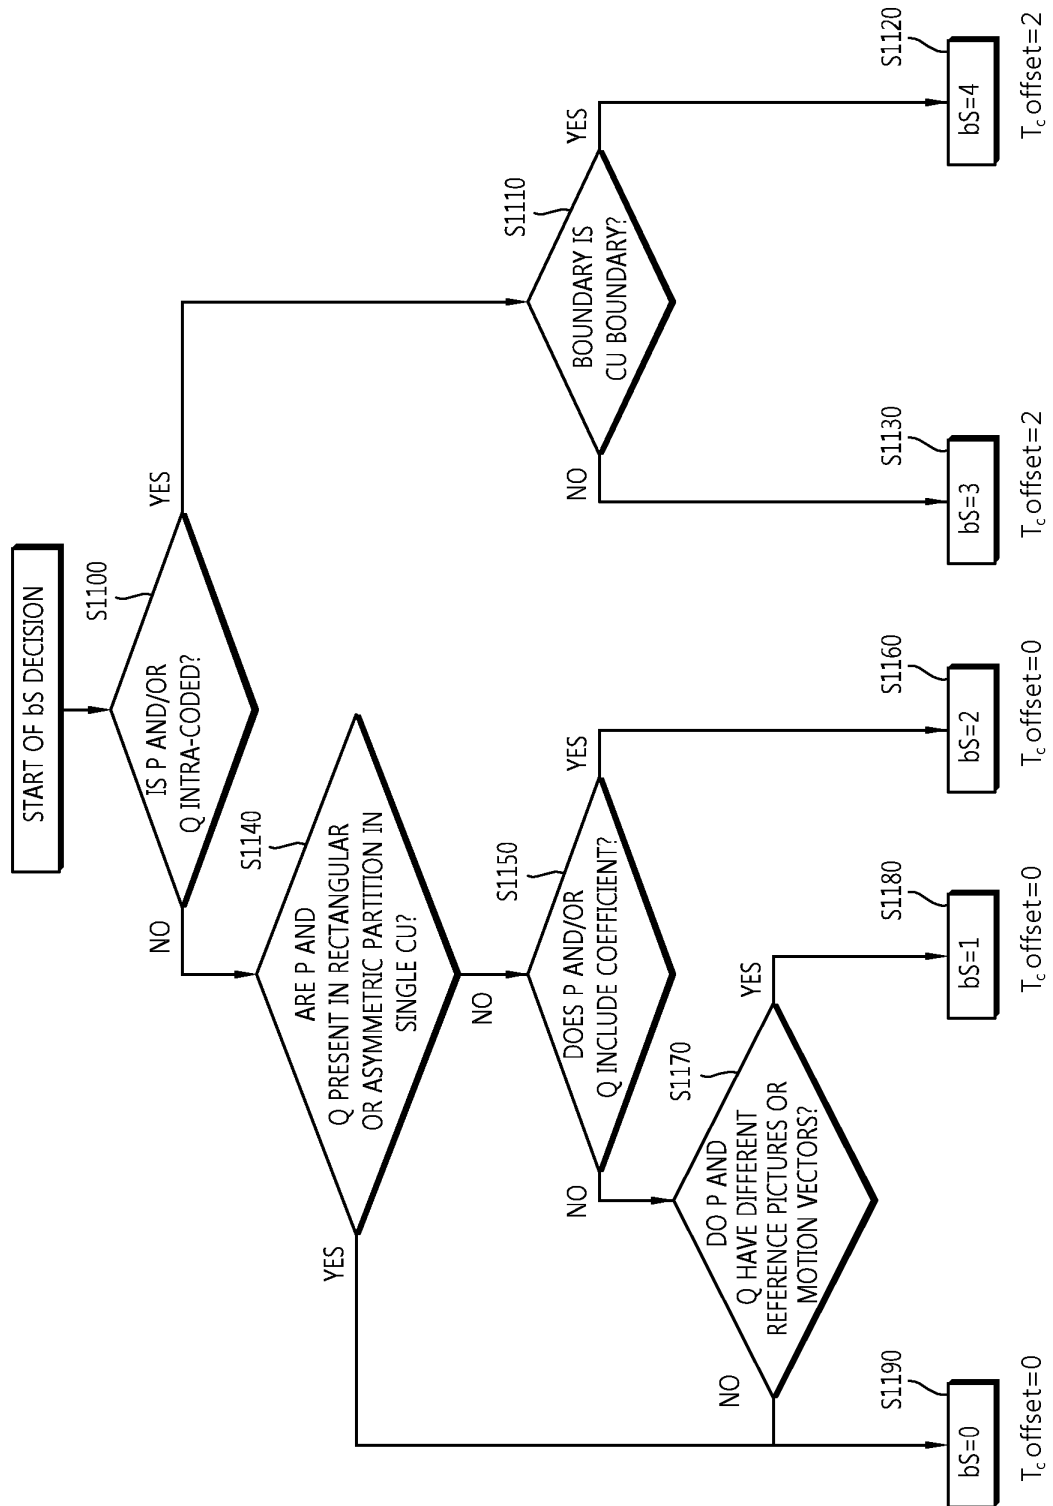 START OF bS DECISION
S1100
IS P AND/OR
Q INTRA-CODED?
YES
NO
S1110
BOUNDARY IS
CU BOUNDARY?
YES
NO
S1120
bS=4
Tc offset=2
S1130
bS=3
Tc offset=2
S1140
ARE P AND
Q PRESENT IN RECTANGULAR
OR ASYMMETRIC PARTITION IN
SINGLE CU?
YES
NO
S1150
DOES P AND/OR
Q INCLUDE COEFFICIENT?
YES
NO
S1160
bS=2
Tc offset=0
S1170
DO P AND
Q HAVE DIFFERENT
REFERENCE PICTURES OR
MOTION VECTORS?
YES
NO
S1180
bS=1
Tc offset=0
S1190
bS=0
Tc offset=0